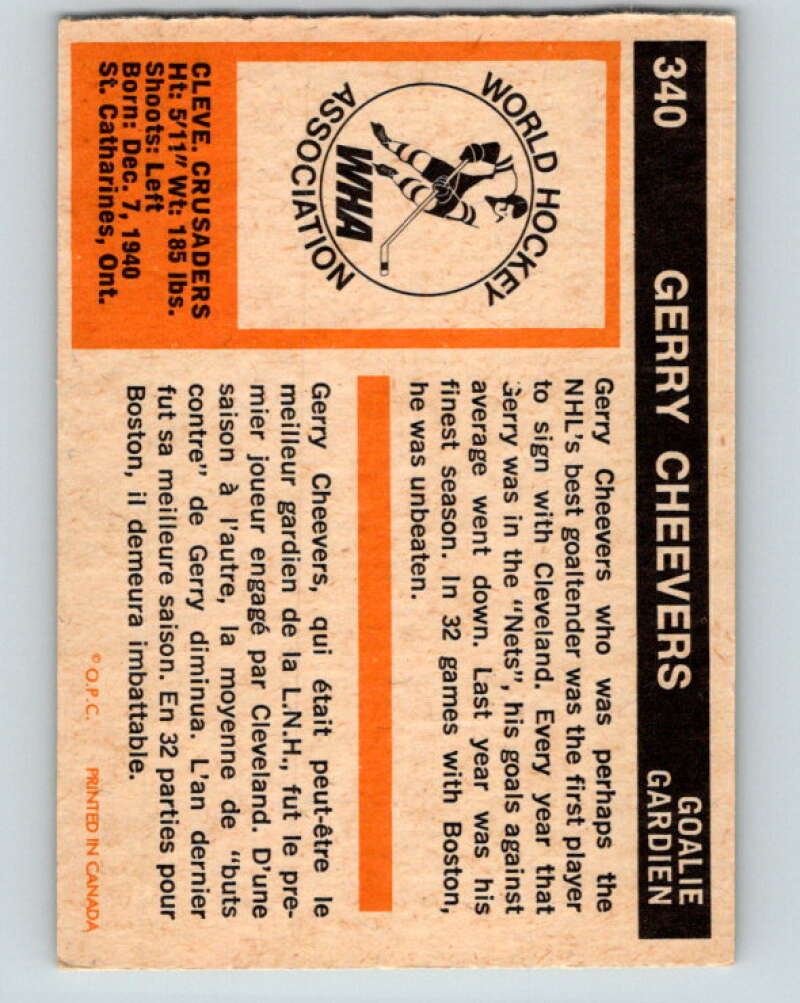 340 GERRY CHEEVERS
GOALIE
GARDIEN
WORLD HOCKEY
ASSOCIATION
WHA
CLEVE. CRUSADERS
Ht: 5'11" Wt: 185 lbs.
Shoots: Left
Born: Dec. 7, 1940
St. Catharines, Ont.
Gerry Cheevers who was perhaps the
NHL's best goaltender was the first player
to sign with Cleveland. Every year that
Gerry was in the "Nets", his goals against
average went down. Last year was his
finest season. In 32 games with Boston,
he was unbeaten.
Gerry Cheevers, qui était peut-être le
meilleur gardien de la L.N.H., fut le pre-
mier joueur engagé par Cleveland. D'une
saison à l'autre, la moyenne de "buts
contre" de Gerry diminua. L'an dernier
fut sa meilleure saison. En 32 parties pour
Boston, il demeura imbattable.
© O.P.C. PRINTED IN CANADA